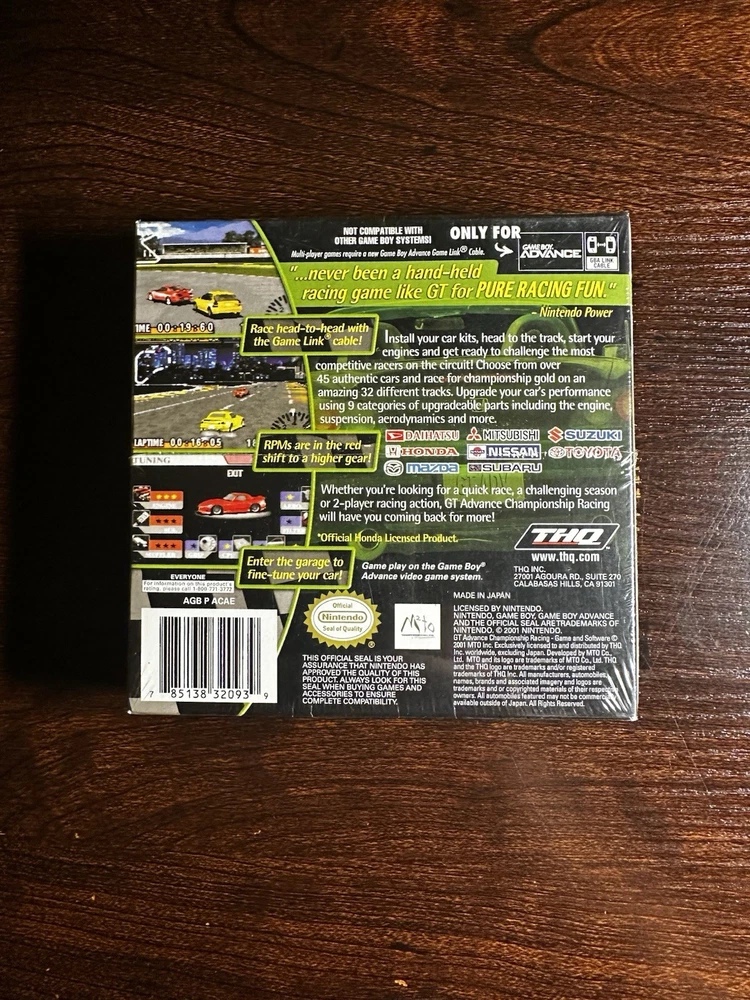 NOT COMPATIBLE WITH
OTHER GAME BOY SYSTEMS!
ONLY FOR
GAME BOY
ADVANCE
GBA LINK
CABLE
Multi-player games require a new Game Boy Advance Game Link® Cable.
"...never been a hand-held
racing game like GT for PURE RACING FUN."
- Nintendo Power
TIME 00:19:60
Race head-to-head with
the Game Link® cable!
Install your car kits, head to the track, start your
engines and get ready to challenge the most
competitive racers on the circuit! Choose from over
45 authentic cars and race for championship gold on an
amazing 32 different tracks. Upgrade your car's performance
using 9 categories of upgradeable parts including the engine,
suspension, aerodynamics and more.
LAPTIME 00:16:05
RPMs are in the red-
shift to a higher gear!
DAIHATSU MITSUBISHI SUZUKI
HONDA NISSAN TOYOTA
mazda SUBARU
TUNING
EXIT
Whether you're looking for a quick race, a challenging season
or 2-player racing action, GT Advance Championship Racing
will have you coming back for more!
*Official Honda Licensed Product.
THQ
www.thq.com
Enter the garage to
fine-tune your car!
Game play on the Game Boy®
Advance video game system.
THQ INC.
27001 AGOURA RD., SUITE 270
CALABASAS HILLS, CA 91301
EVERYONE
For information on this product's
rating, please call 1-800-771-3772
AGB P ACAE
7 85138 32093 9
Official
Nintendo
Seal of Quality
®
MTO
THIS OFFICIAL SEAL IS YOUR
ASSURANCE THAT NINTENDO HAS
APPROVED THE QUALITY OF THIS
PRODUCT. ALWAYS LOOK FOR THIS
SEAL WHEN BUYING GAMES AND
ACCESSORIES TO ENSURE
COMPLETE COMPATIBILITY.
MADE IN JAPAN
LICENSED BY NINTENDO.
NINTENDO, GAME BOY, GAME BOY ADVANCE
AND THE OFFICIAL SEAL ARE TRADEMARKS OF
NINTENDO. © 2001 NINTENDO.
GT Advance Championship Racing - Game and Software ©
2001 MTO Inc. Exclusively licensed to and distributed by THQ
Inc. worldwide, excluding Japan. Developed by MTO Co.,
Ltd. MTO and its logo are trademarks of MTO Co., Ltd. THQ
and the THQ logo are trademarks and/or registered
trademarks of THQ Inc. All manufacturers, automobiles,
names, brands and associated imagery and logos are
trademarks and/or copyrighted materials of their respective
owners. All automobiles featured may not be commercially
available outside of Japan. All Rights Reserved.